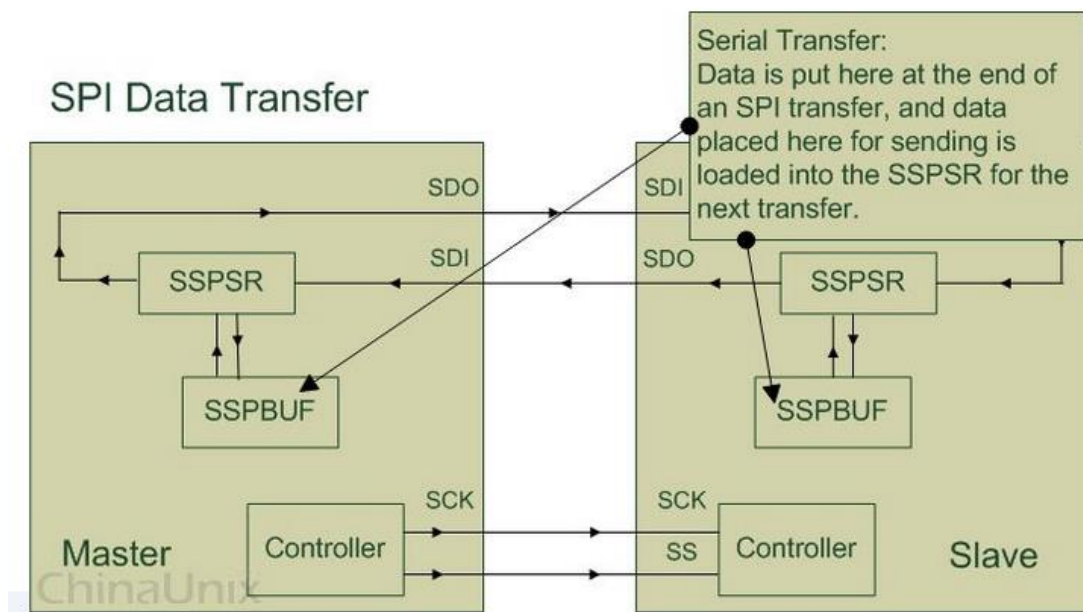 Serial Transfer:
Data is put here at the end of
an SPI transfer, and data
placed here for sending is
loaded into the SSPSR for the
next transfer.
SPI Data Transfer
SDO
SDI
SDI
SDO
SSPSR
SSPSR
SSPBUF
SSPBUF
SCK
SCK
Master
Controller
SS
Controller
Slave
ChinaUnix